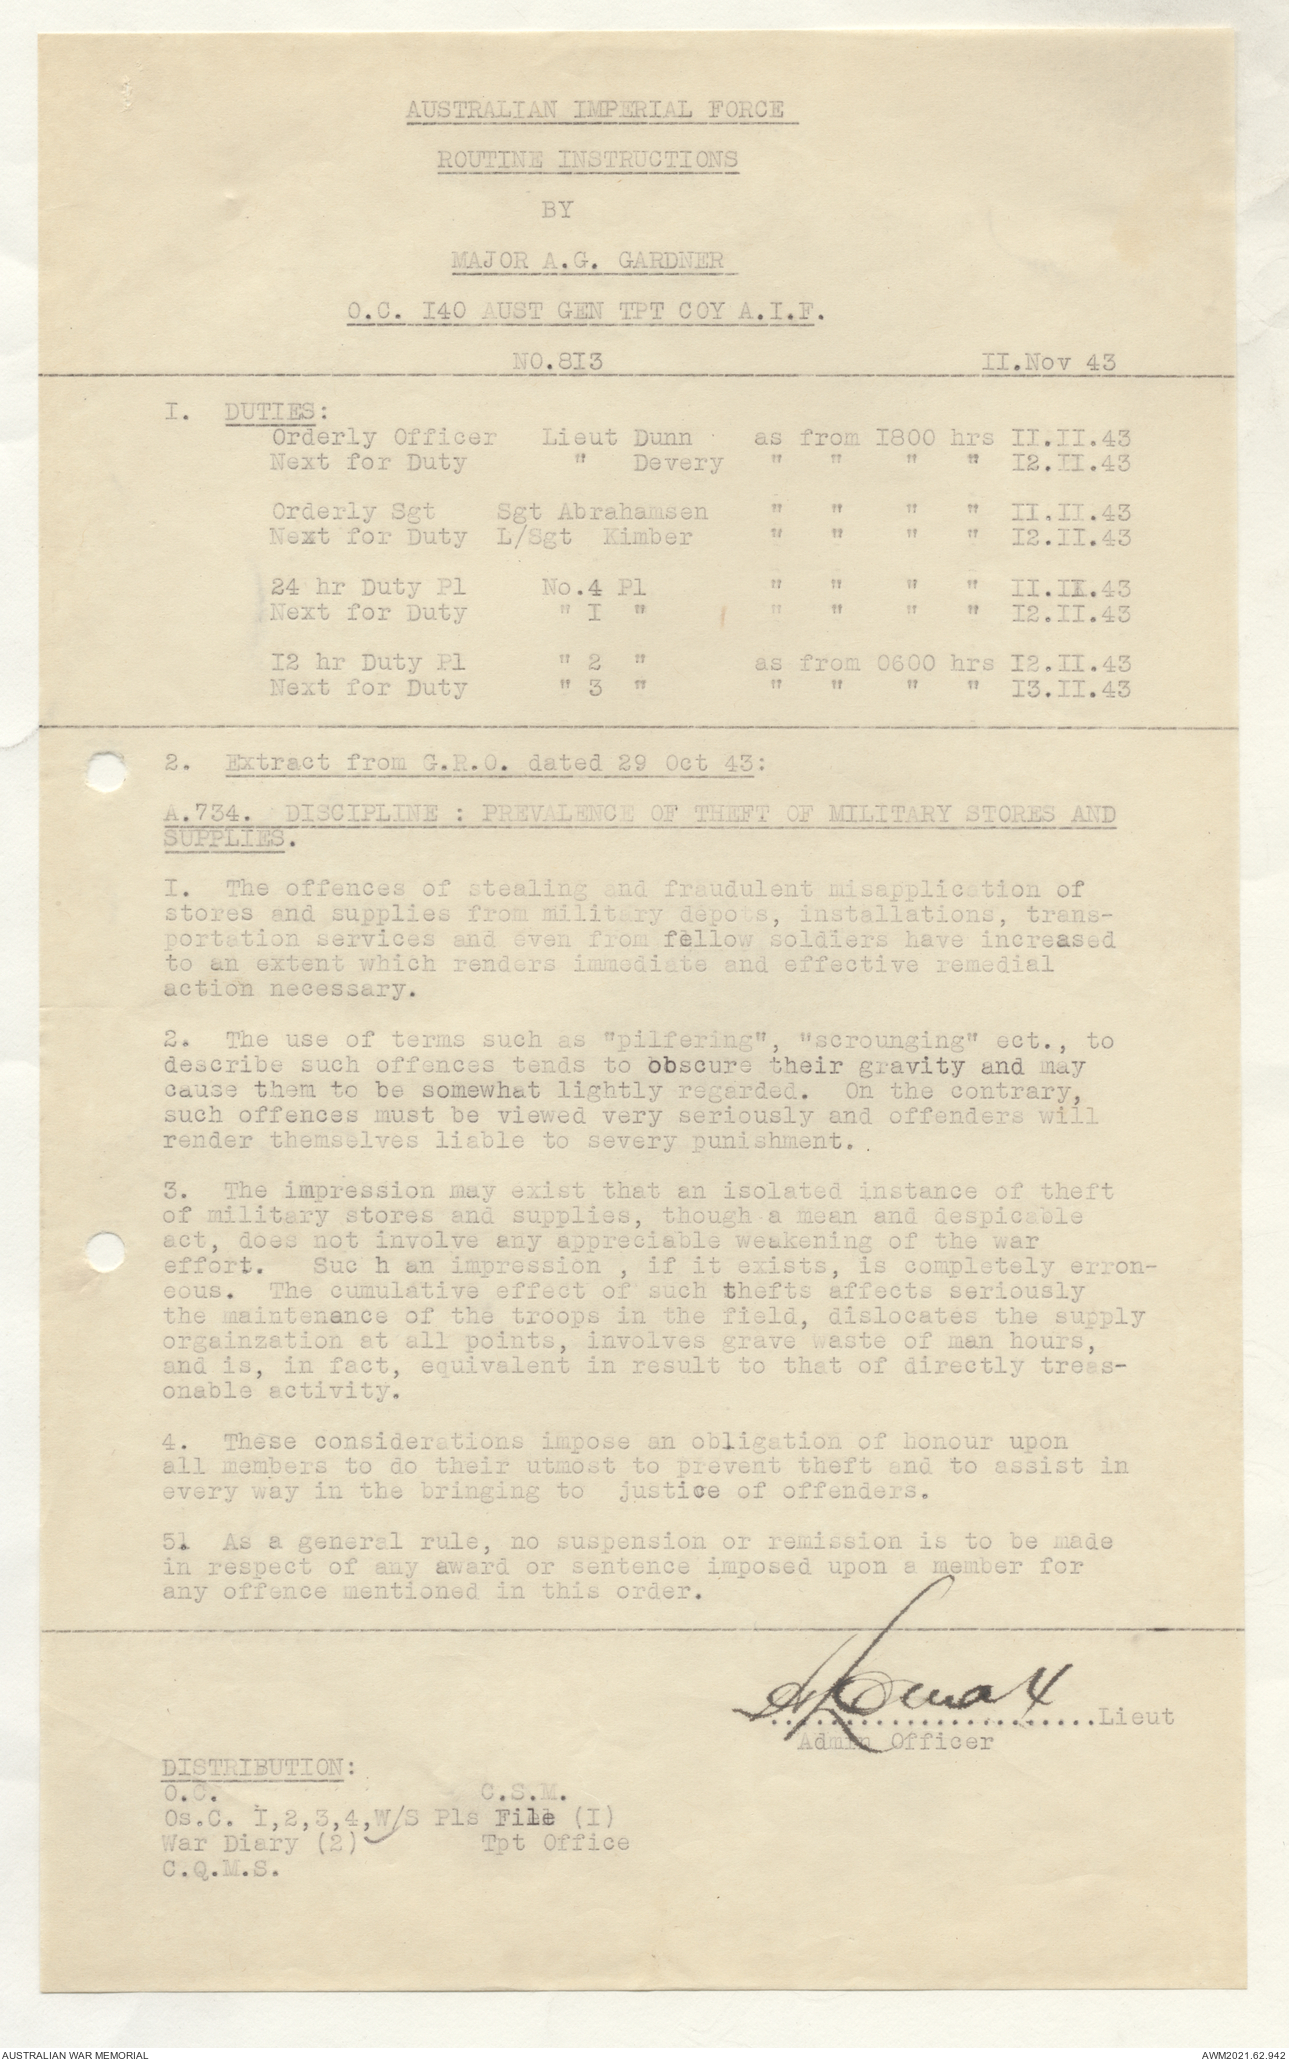 AUSTRALIAN IMPERIAL FORCE
ROUTINE INSTRUCTIONS
BY
MAJOR A.G. GARDNER
O.C. I40 AUST GEN TPT COY A.I.F.
NO.8I3 II.Nov 43
I. DUTIES:
Orderly Officer Lieut Dunn as from I800 hrs II.II.43
Next for Duty " Devery " " " " I2.II.43
Orderly Sgt Sgt Abrahamsen " " " " II.II.43
Next for Duty L/Sgt Kimber " " " " I2.II.43
24 hr Duty Pl No.4 Pl " " " " II.II.43
Next for Duty " I " " " " " I2.II.43
I2 hr Duty Pl " 2 " as from 0600 hrs I2.II.43
Next for Duty " 3 " " " " " I3.II.43
2. Extract from G.R.O. dated 29 Oct 43:
A.734. DISCIPLINE : PREVALENCE OF THEFT OF MILITARY STORES AND
SUPPLIES.
I. The offences of stealing and fraudulent misapplication of
stores and supplies from military depots, installations, trans-
portation services and even from fellow soldiers have increased
to an extent which renders immediate and effective remedial
action necessary.
2. The use of terms such as "pilfering", "scrounging" ect., to
describe such offences tends to obscure their gravity and may
cause them to be somewhat lightly regarded. On the contrary,
such offences must be viewed very seriously and offenders will
render themselves liable to severy punishment.
3. The impression may exist that an isolated instance of theft
of military stores and supplies, though a mean and despicable
act, does not involve any appreciable weakening of the war
effort. Suc h an impression , if it exists, is completely erron-
eous. The cumulative effect of such thefts affects seriously
the maintenance of the troops in the field, dislocates the supply
orgainzation at all points, involves grave waste of man hours,
and is, in fact, equivalent in result to that of directly treas-
onable activity.
4. These considerations impose an obligation of honour upon
all members to do their utmost to prevent theft and to assist in
every way in the bringing to justice of offenders.
51 As a general rule, no suspension or remission is to be made
in respect of any award or sentence imposed upon a member for
any offence mentioned in this order.
......................Lieut
Admin Officer
DISTRIBUTION:
O.C. C.S.M.
Os.C. I,2,3,4,W/S Pls File (I)
War Diary (2) Tpt Office
C.Q.M.S.
AUSTRALIAN WAR MEMORIAL AWM2021.62.942